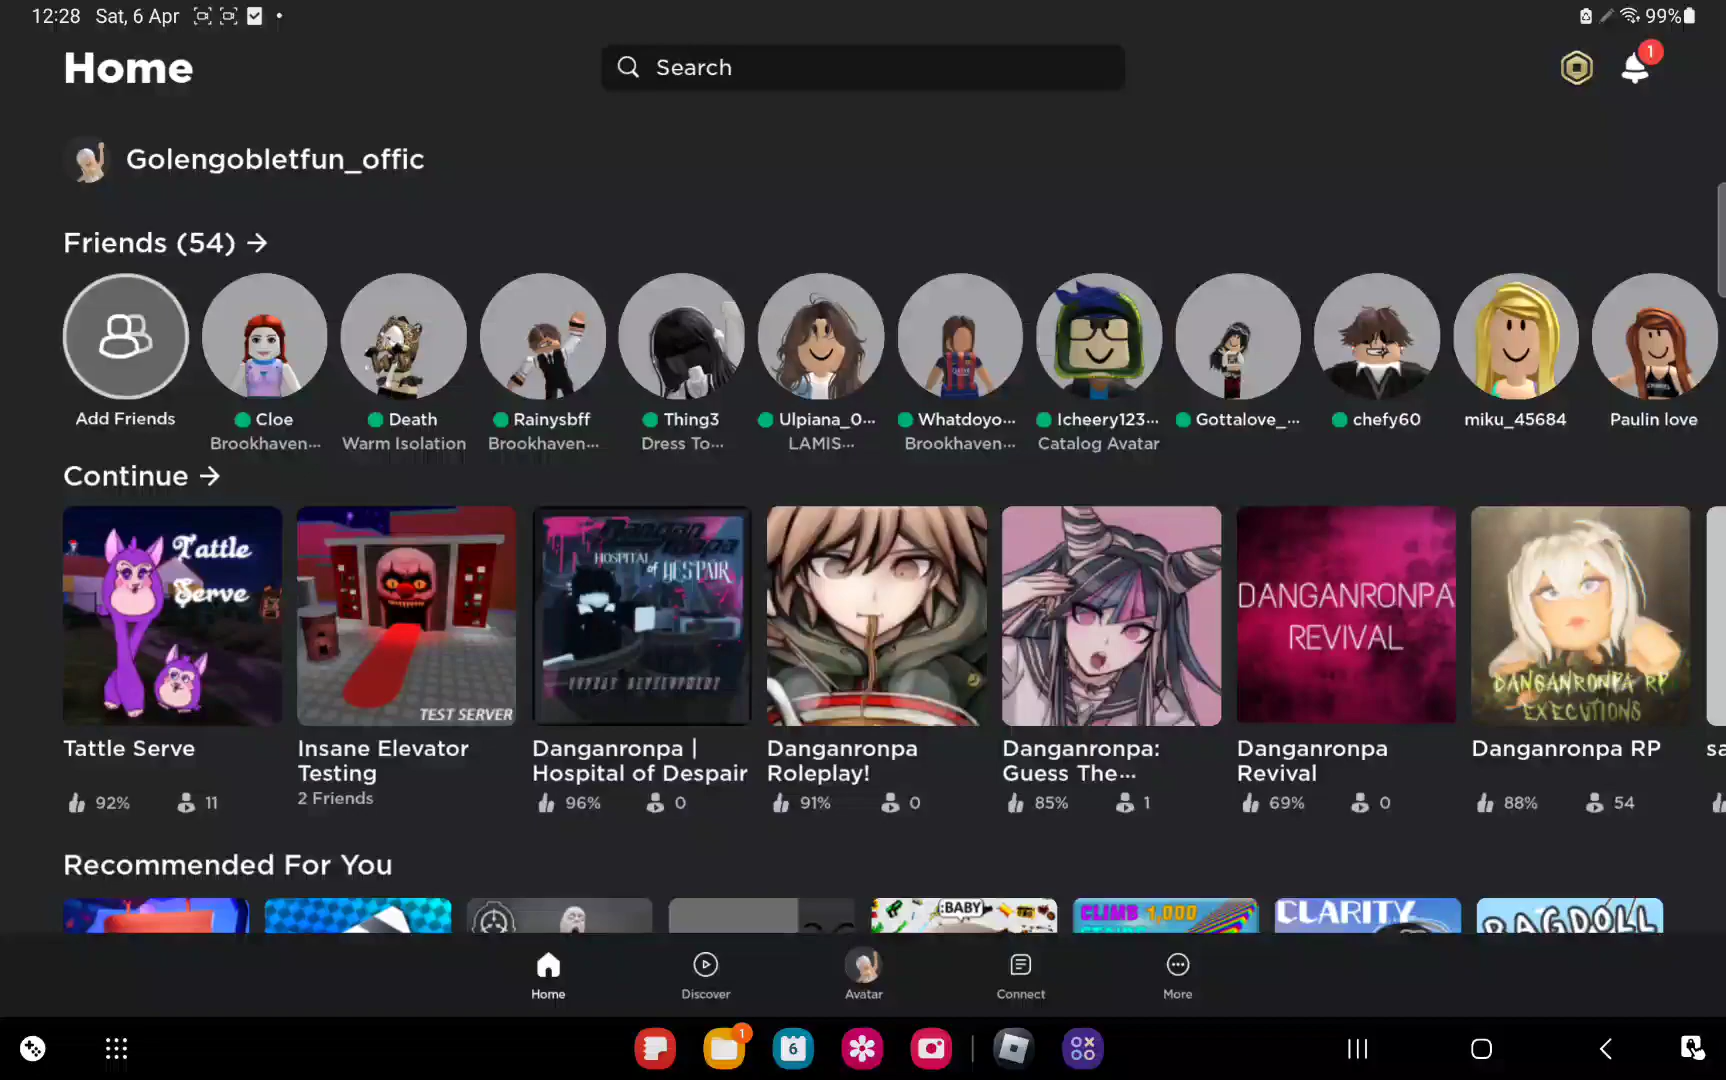 12:28 Sat, 6 Apr
99%
Home
Search
1
Golengobletfun_offic
Friends (54)
Add Friends
Cloe
Brookhaven...
Death
Warm Isolation
Rainysbff
Brookhaven...
Thing3
Dress To...
Ulpiana_0...
LAMIS...
Whatdoyo...
Brookhaven...
Icheery123...
Catalog Avatar
Gottalove_...
chefy60
miku_45684
Paulin love
Continue
Tattle
Serve
TEST SERVER
HOSPITAL of DESPAIR
DANGANRONPA
REVIVAL
DANGANRONPA RP
EXECUTIONS
Tattle Serve
92% 11
Insane Elevator
Testing
2 Friends
Danganronpa |
Hospital of Despair
96% 0
Danganronpa
Roleplay!
91% 0
Danganronpa:
Guess The...
85% 1
Danganronpa
Revival
69% 0
Danganronpa RP
88% 54
sa
Recommended For You
:BABY
CLIMB 1,000
CLARITY
RAGDOLL
Home
Discover
Avatar
Connect
More
1
6